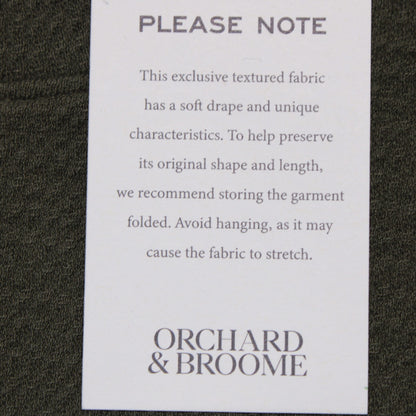 PLEASE NOTE
This exclusive textured fabric
has a soft drape and unique
characteristics. To help preserve
its original shape and length,
we recommend storing the garment
folded. Avoid hanging, as it may
cause the fabric to stretch.
ORCHARD
& BROOME